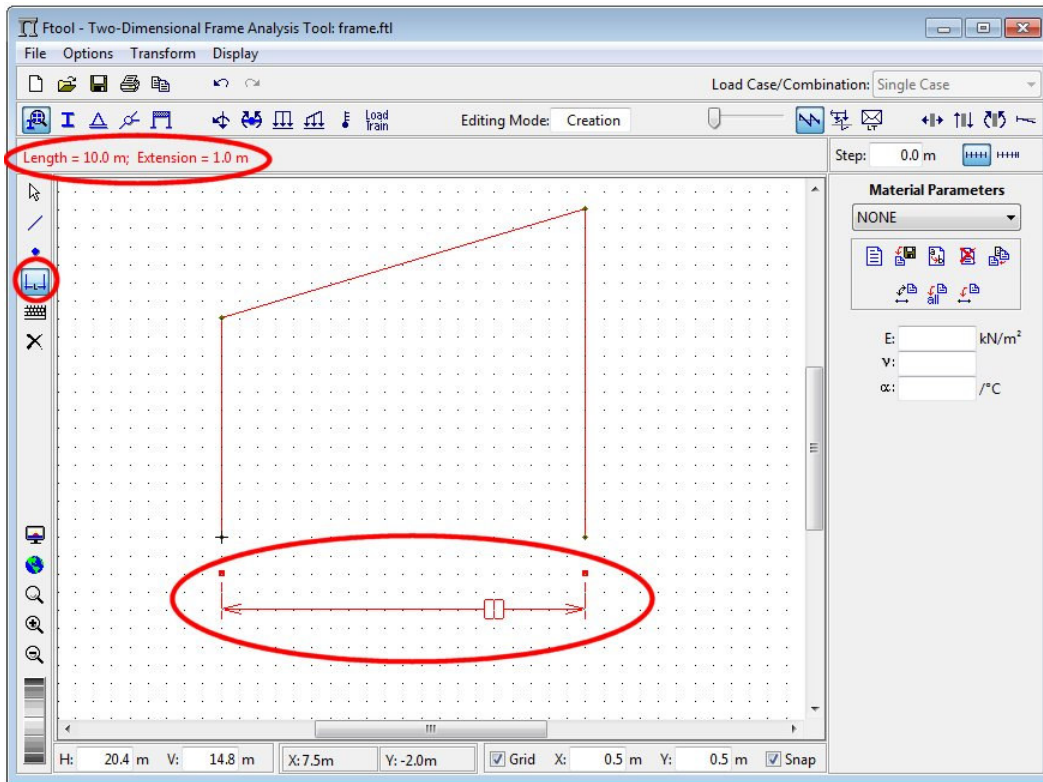 Ftool - Two-Dimensional Frame Analysis Tool: frame.ftl
File Options Transform Display
Load Case/Combination: Single Case
Load Train
Editing Mode: Creation
LT
Length = 10.0 m; Extension = 1.0 m
Step: 0.0 m
Material Parameters
NONE
L
a b
all
E: kN/m²
ν:
α: /°C
H: 20.4 m V: 14.8 m X:7.5m Y: -2.0m Grid X: 0.5 m Y: 0.5 m Snap